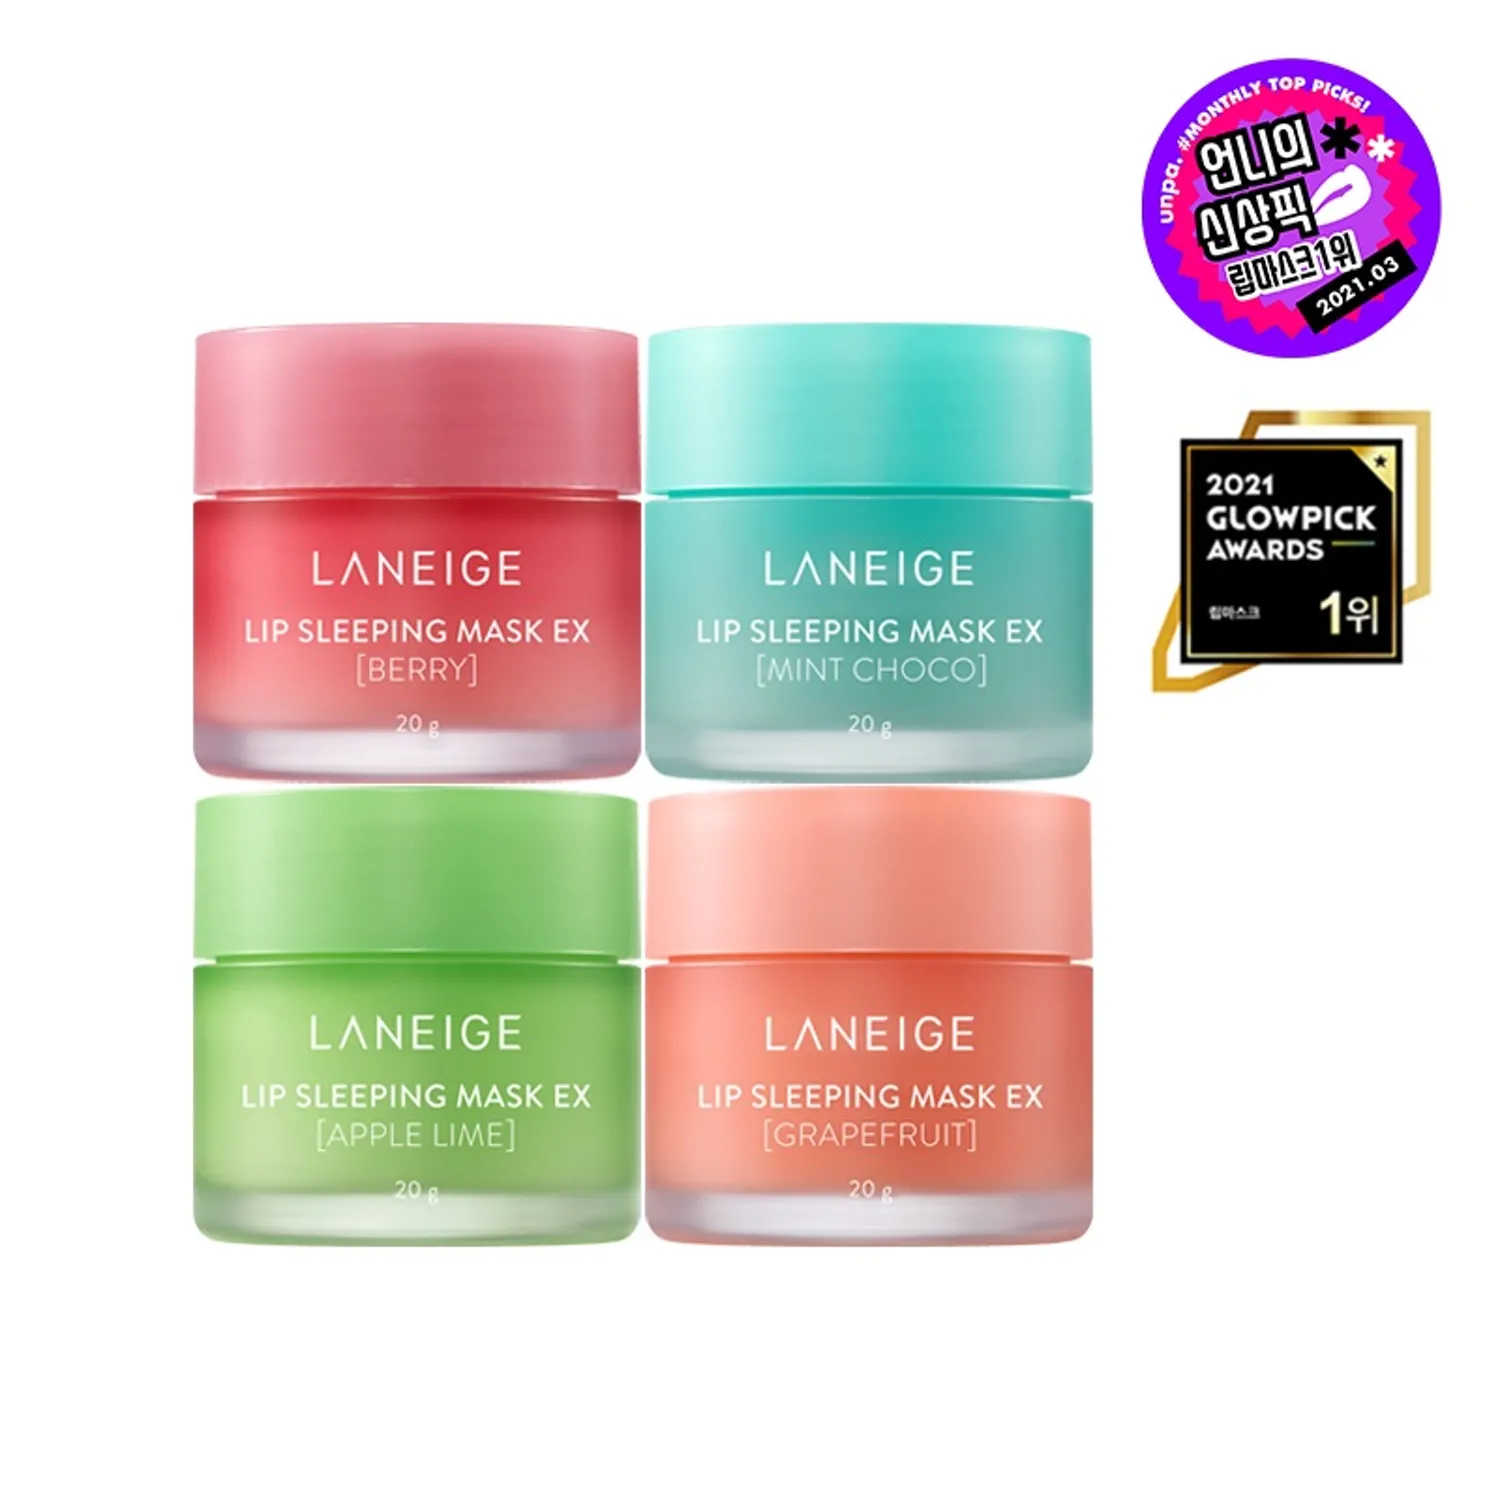 unpa. #MONTHLY TOP PICKS!
언니의
신상픽
립마스크1위
2021.03
2021
GLOWPICK
AWARDS
립마스크
1위
LANEIGE
LIP SLEEPING MASK EX
[BERRY]
20 g
LANEIGE
LIP SLEEPING MASK EX
[MINT CHOCO]
20 g
LANEIGE
LIP SLEEPING MASK EX
[APPLE LIME]
20 g
LANEIGE
LIP SLEEPING MASK EX
[GRAPEFRUIT]
20 g